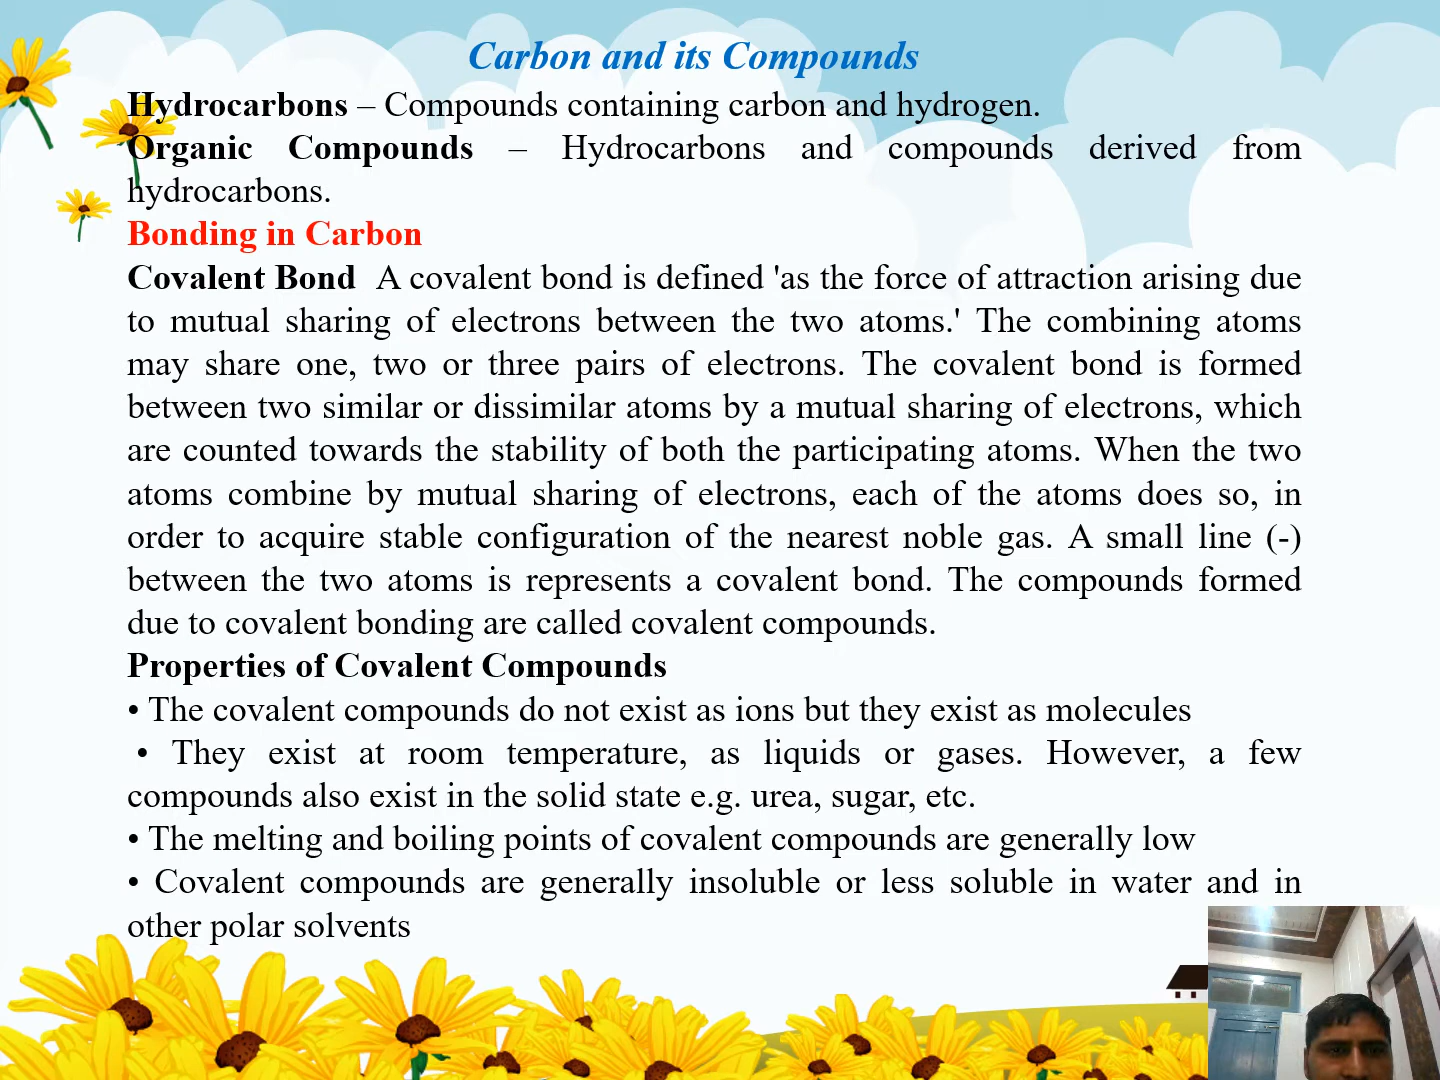 Carbon and its Compounds
Hydrocarbons – Compounds containing carbon and hydrogen.
Organic Compounds – Hydrocarbons and compounds derived from
hydrocarbons.
Bonding in Carbon
Covalent Bond A covalent bond is defined 'as the force of attraction arising due
to mutual sharing of electrons between the two atoms.' The combining atoms
may share one, two or three pairs of electrons. The covalent bond is formed
between two similar or dissimilar atoms by a mutual sharing of electrons, which
are counted towards the stability of both the participating atoms. When the two
atoms combine by mutual sharing of electrons, each of the atoms does so, in
order to acquire stable configuration of the nearest noble gas. A small line (-)
between the two atoms is represents a covalent bond. The compounds formed
due to covalent bonding are called covalent compounds.
Properties of Covalent Compounds
• The covalent compounds do not exist as ions but they exist as molecules
• They exist at room temperature, as liquids or gases. However, a few
compounds also exist in the solid state e.g. urea, sugar, etc.
• The melting and boiling points of covalent compounds are generally low
• Covalent compounds are generally insoluble or less soluble in water and in
other polar solvents